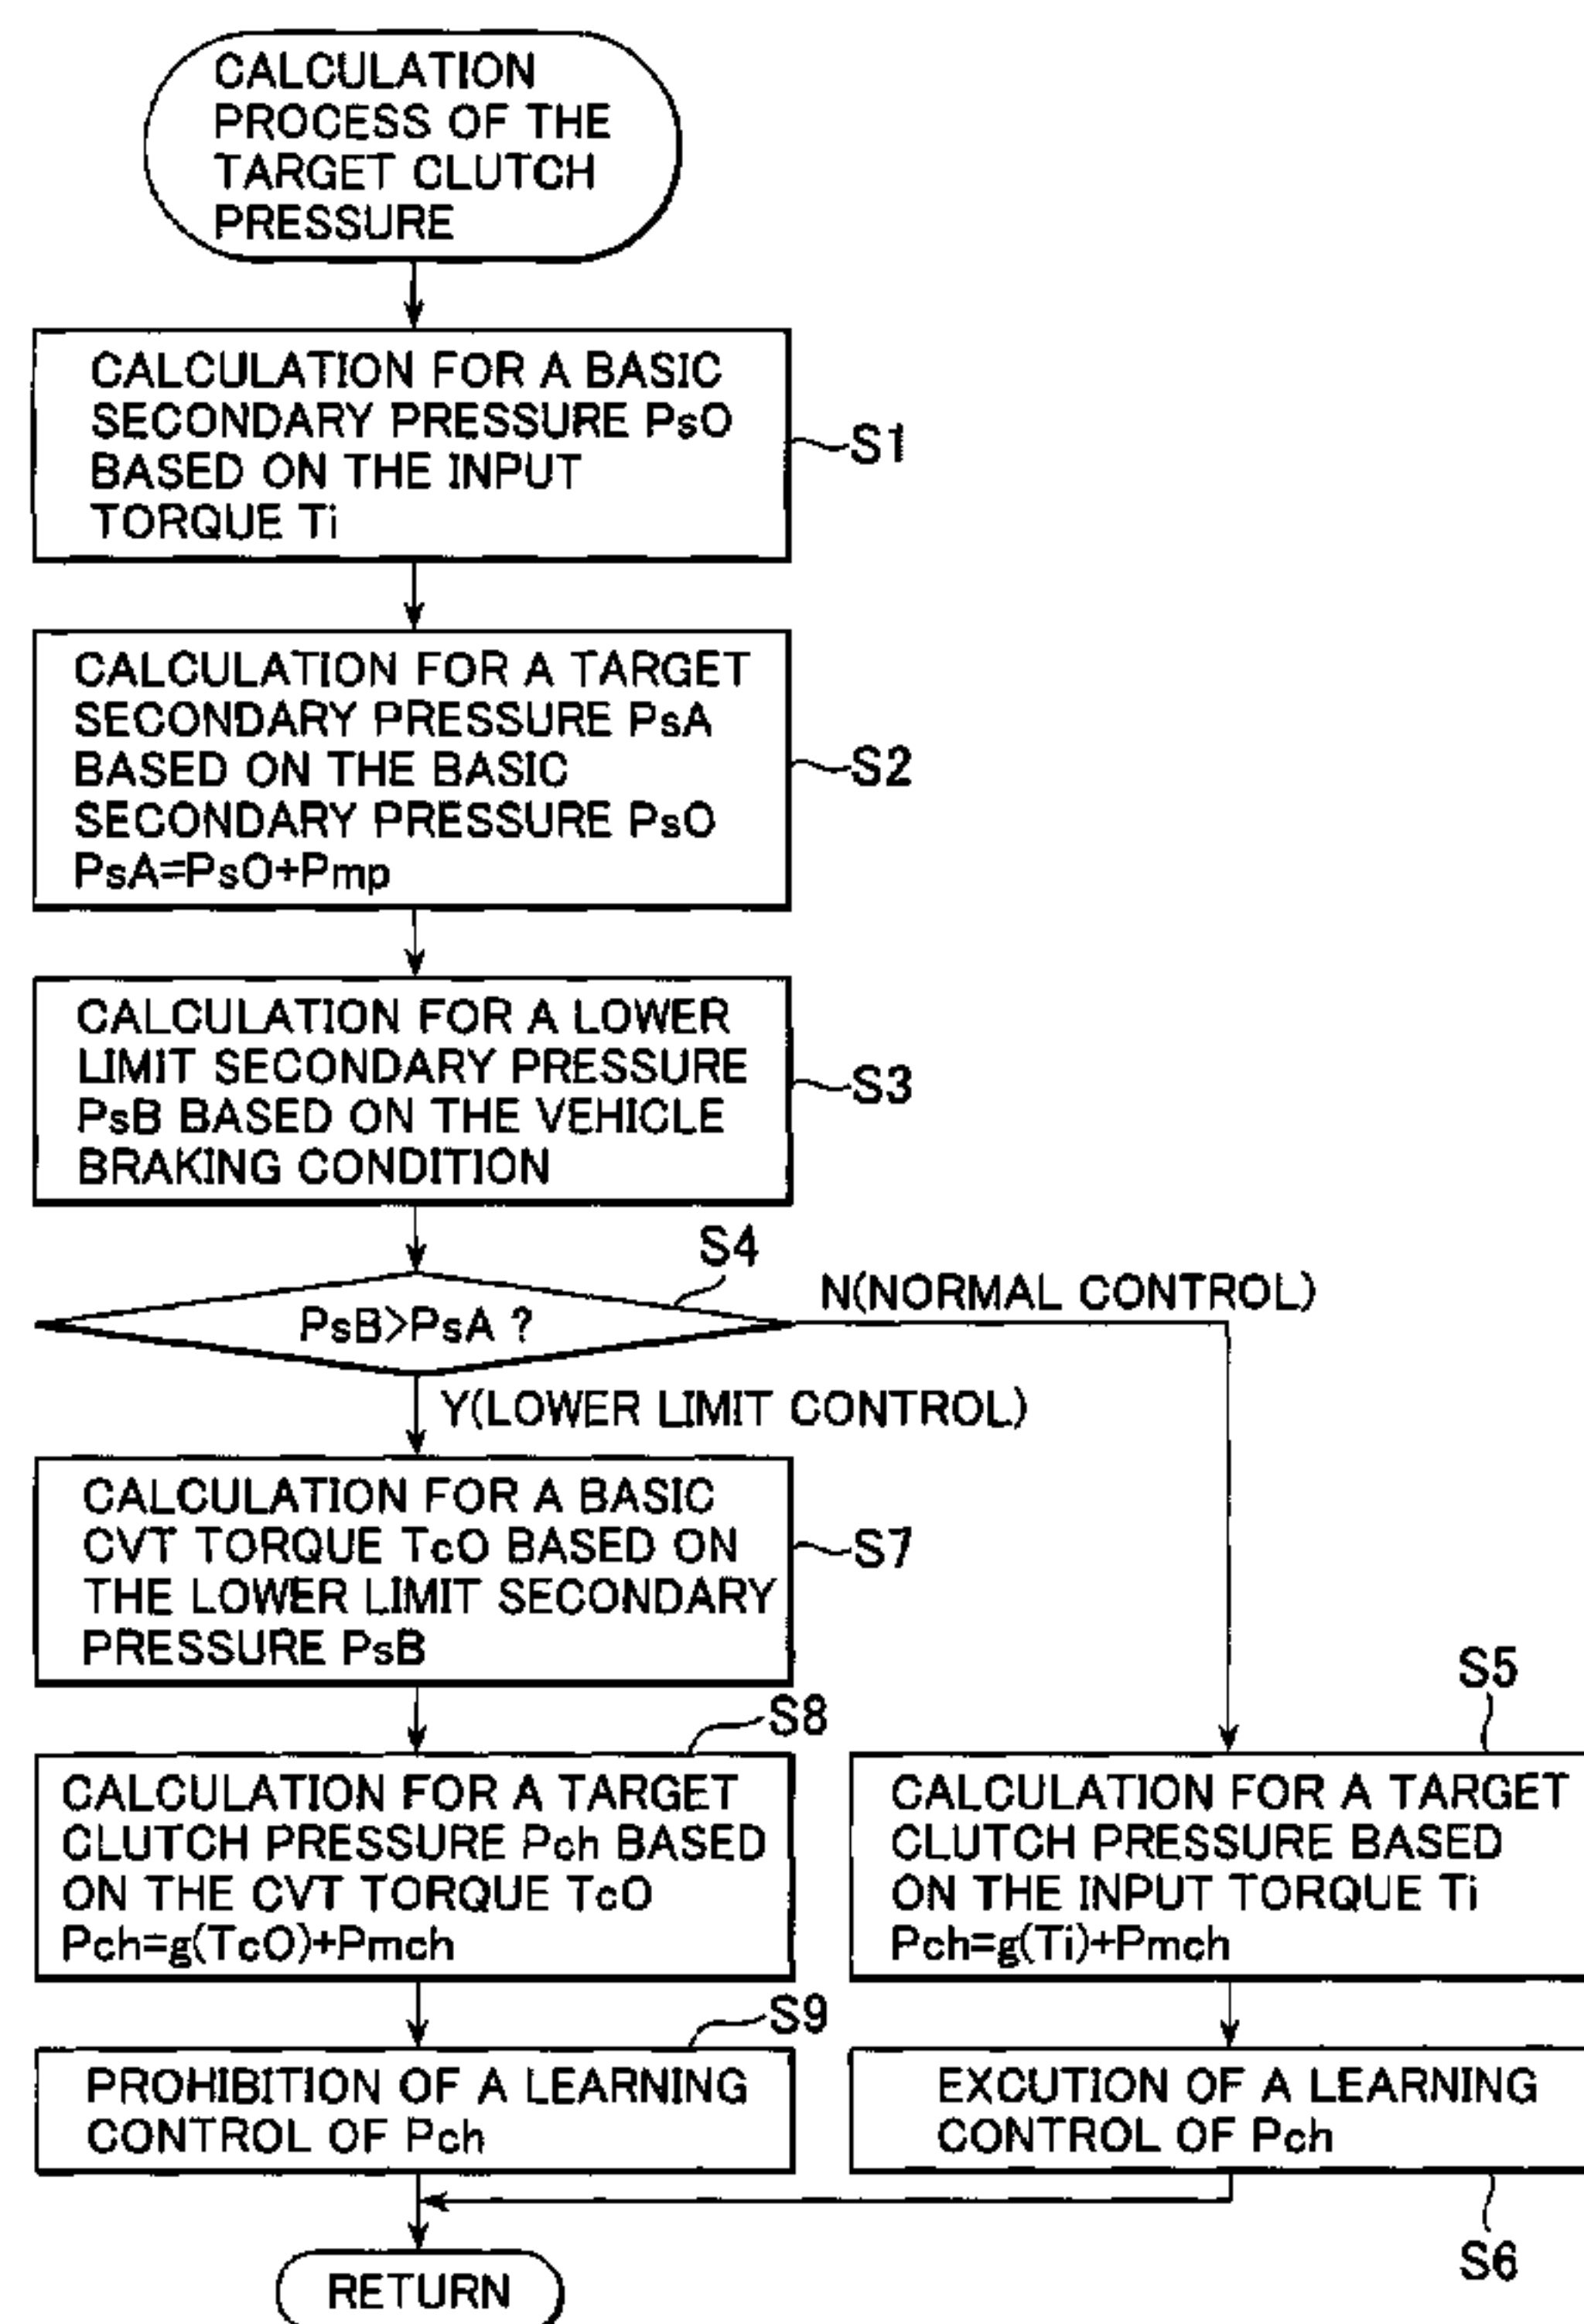 CALCULATION
PROCESS OF THE
TARGET CLUTCH
PRESSURE
CALCULATION FOR A BASIC
SECONDARY PRESSURE PsO
BASED ON THE INPUT
TORQUE Ti
S1
CALCULATION FOR A TARGET
SECONDARY PRESSURE PsA
BASED ON THE BASIC
SECONDARY PRESSURE PsO
PsA=PsO+Pmp
S2
CALCULATION FOR A LOWER
LIMIT SECONDARY PRESSURE
PsB BASED ON THE VEHICLE
BRAKING CONDITION
S3
S4
PsB>PsA ?
N(NORMAL CONTROL)
Y(LOWER LIMIT CONTROL)
CALCULATION FOR A BASIC
CVT TORQUE TcO BASED ON
THE LOWER LIMIT SECONDARY
PRESSURE PsB
S7
S8
CALCULATION FOR A TARGET
CLUTCH PRESSURE Pch BASED
ON THE CVT TORQUE TcO
Pch=g(TcO)+Pmch
S5
CALCULATION FOR A TARGET
CLUTCH PRESSURE BASED
ON THE INPUT TORQUE Ti
Pch=g(Ti)+Pmch
S9
PROHIBITION OF A LEARNING
CONTROL OF Pch
EXCUTION OF A LEARNING
CONTROL OF Pch
S6
RETURN